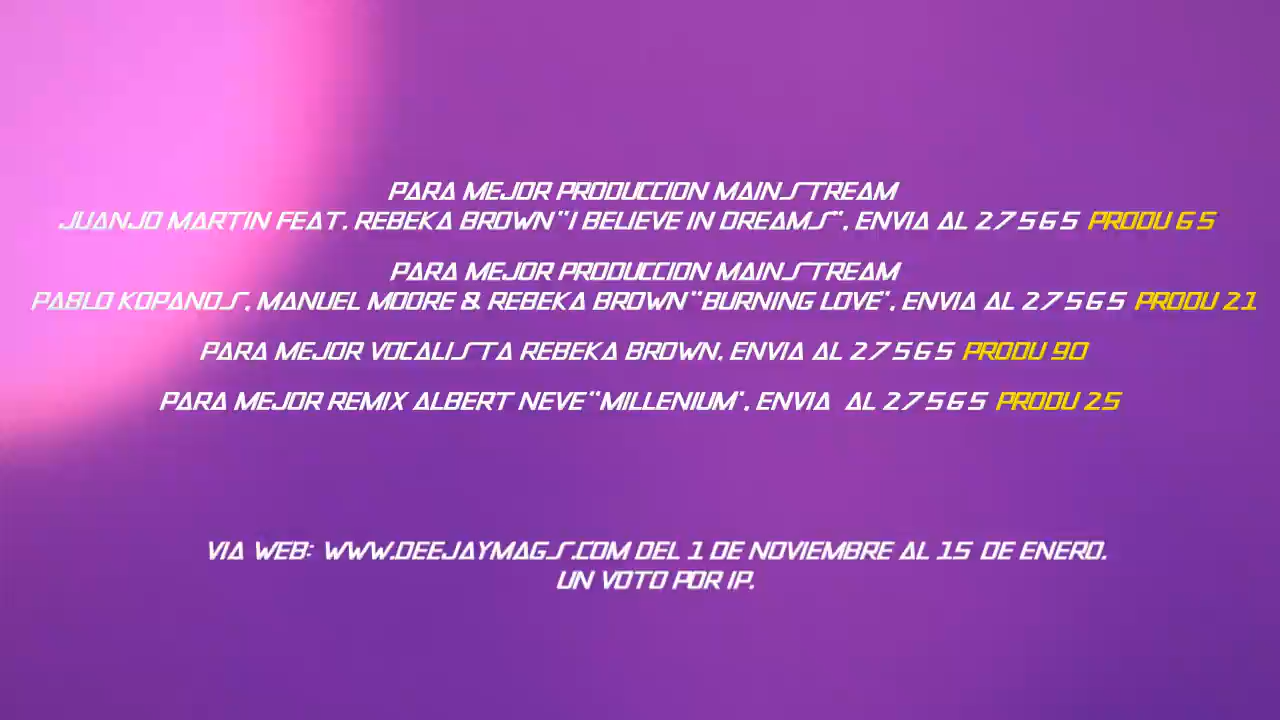 PARA MEJOR PRODUCCION MAINSTREAM
JUANJO MARTIN FEAT. REBEKA BROWN "I BELIEVE IN DREAMS", ENVIA AL 27565 PRODU 65
PARA MEJOR PRODUCCION MAINSTREAM
PABLO KOPANOS, MANUEL MOORE & REBEKA BROWN "BURNING LOVE", ENVIA AL 27565 PRODU 21
PARA MEJOR VOCALISTA REBEKA BROWN, ENVIA AL 27565 PRODU 90
PARA MEJOR REMIX ALBERT NEVE "MILLENIUM", ENVIA AL 27565 PRODU 25
VIA WEB: WWW.DEEJAYMAGS.COM DEL 1 DE NOVIEMBRE AL 15 DE ENERO.
UN VOTO POR IP.